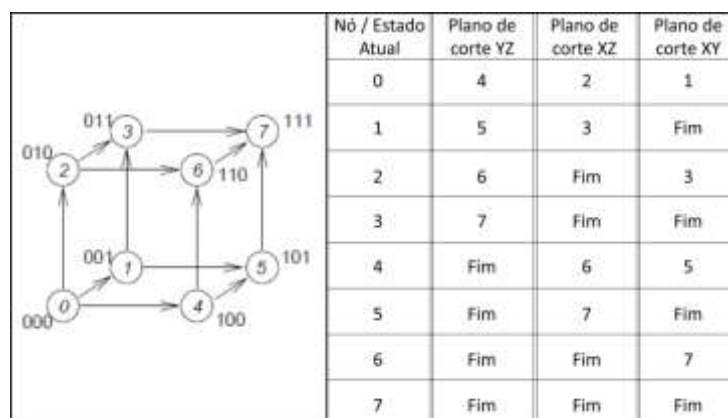 011 3 7 111
010 2 6 110
001 1 5 101
000 0 4 100
Nó / Estado Atual Plano de corte YZ Plano de corte XZ Plano de corte XY
0 4 2 1
1 5 3 Fim
2 6 Fim 3
3 7 Fim Fim
4 Fim 6 5
5 Fim 7 Fim
6 Fim Fim 7
7 Fim Fim Fim